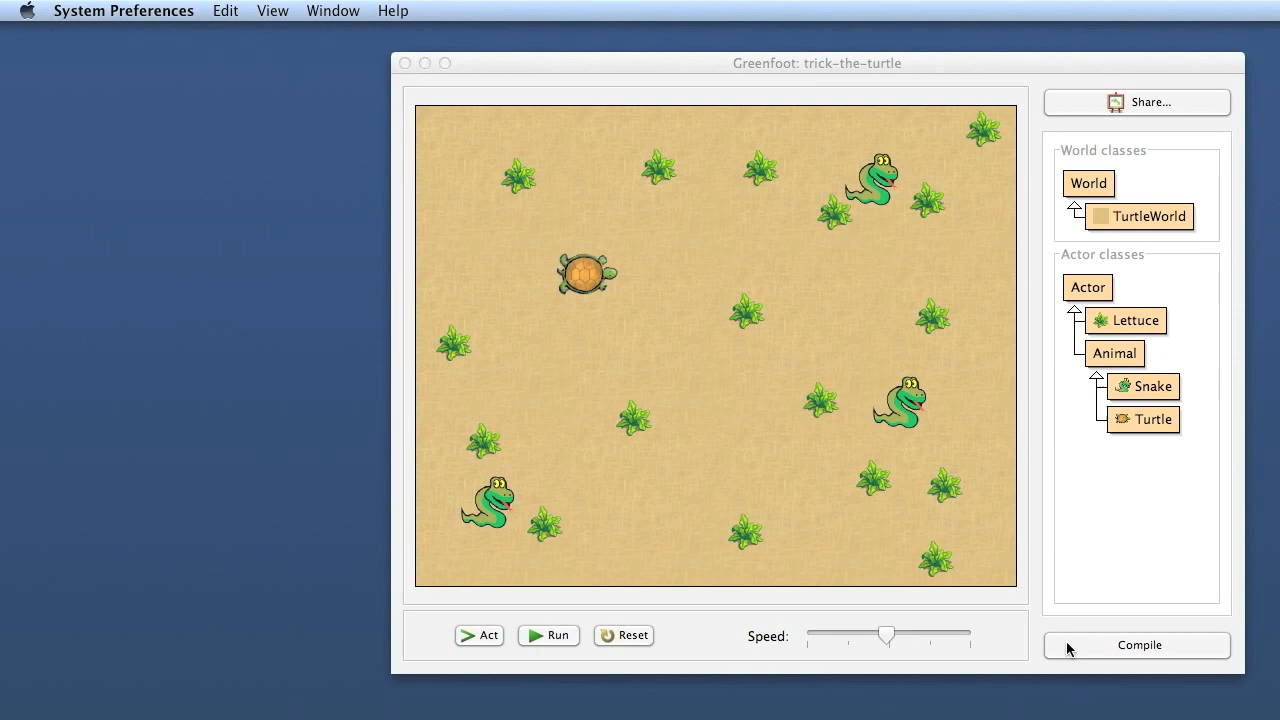 System Preferences Edit View Window Help
Greenfoot: trick-the-turtle
Share...
World classes
World
TurtleWorld
Actor classes
Actor
Lettuce
Animal
Snake
Turtle
Act Run Reset Speed:
Compile